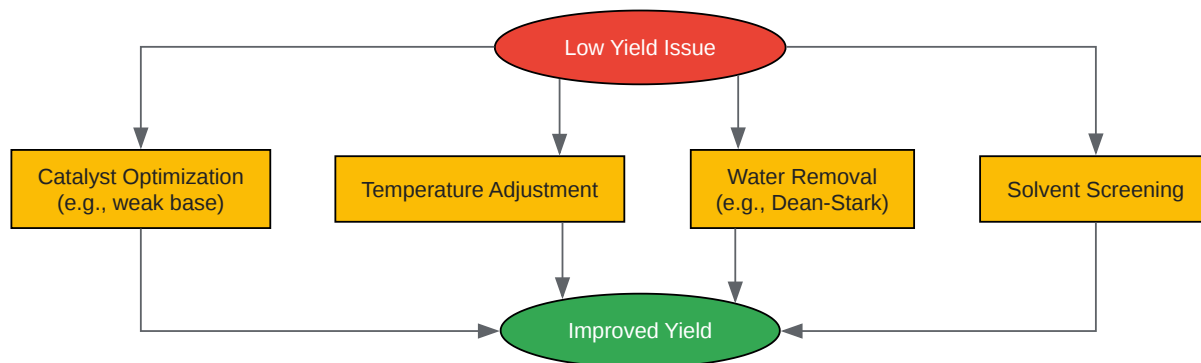 Low Yield Issue
Catalyst Optimization
(e.g., weak base)
Temperature Adjustment
Water Removal
(e.g., Dean-Stark)
Solvent Screening
Improved Yield